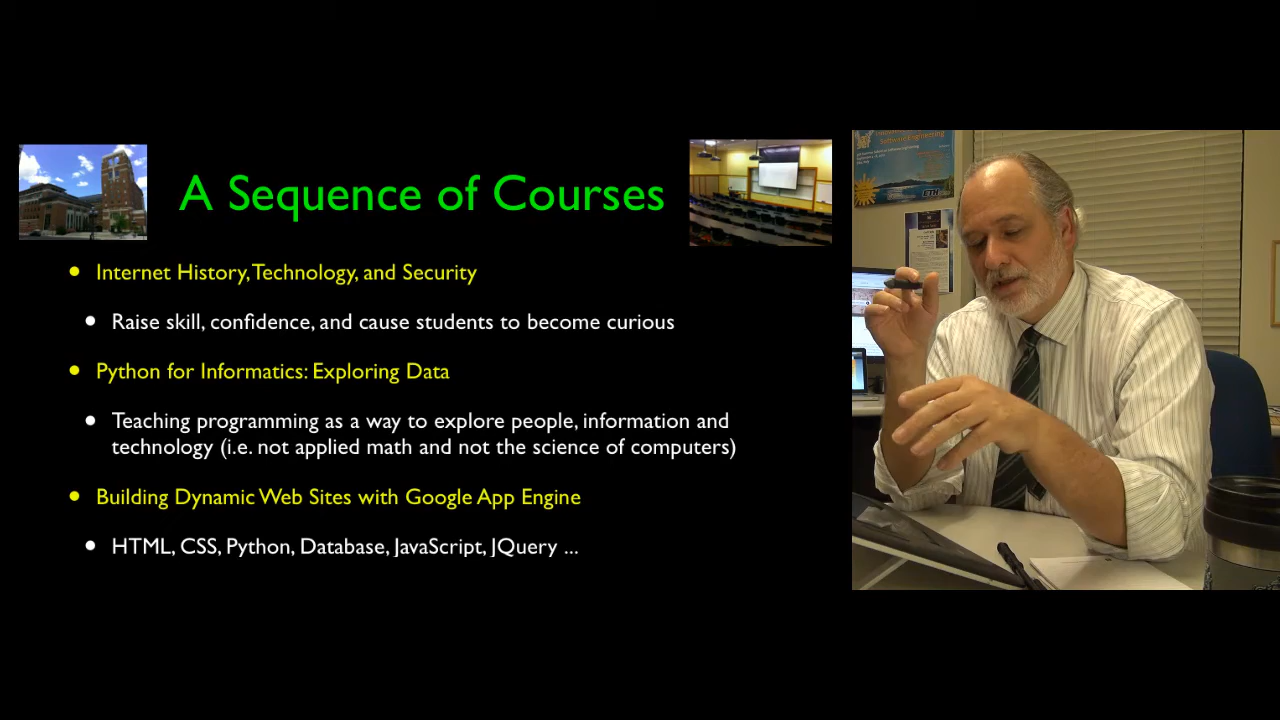 A Sequence of Courses
Internet History, Technology, and Security
Raise skill, confidence, and cause students to become curious
Python for Informatics: Exploring Data
Teaching programming as a way to explore people, information and
technology (i.e. not applied math and not the science of computers)
Building Dynamic Web Sites with Google App Engine
HTML, CSS, Python, Database, JavaScript, JQuery ...
Software Engineering